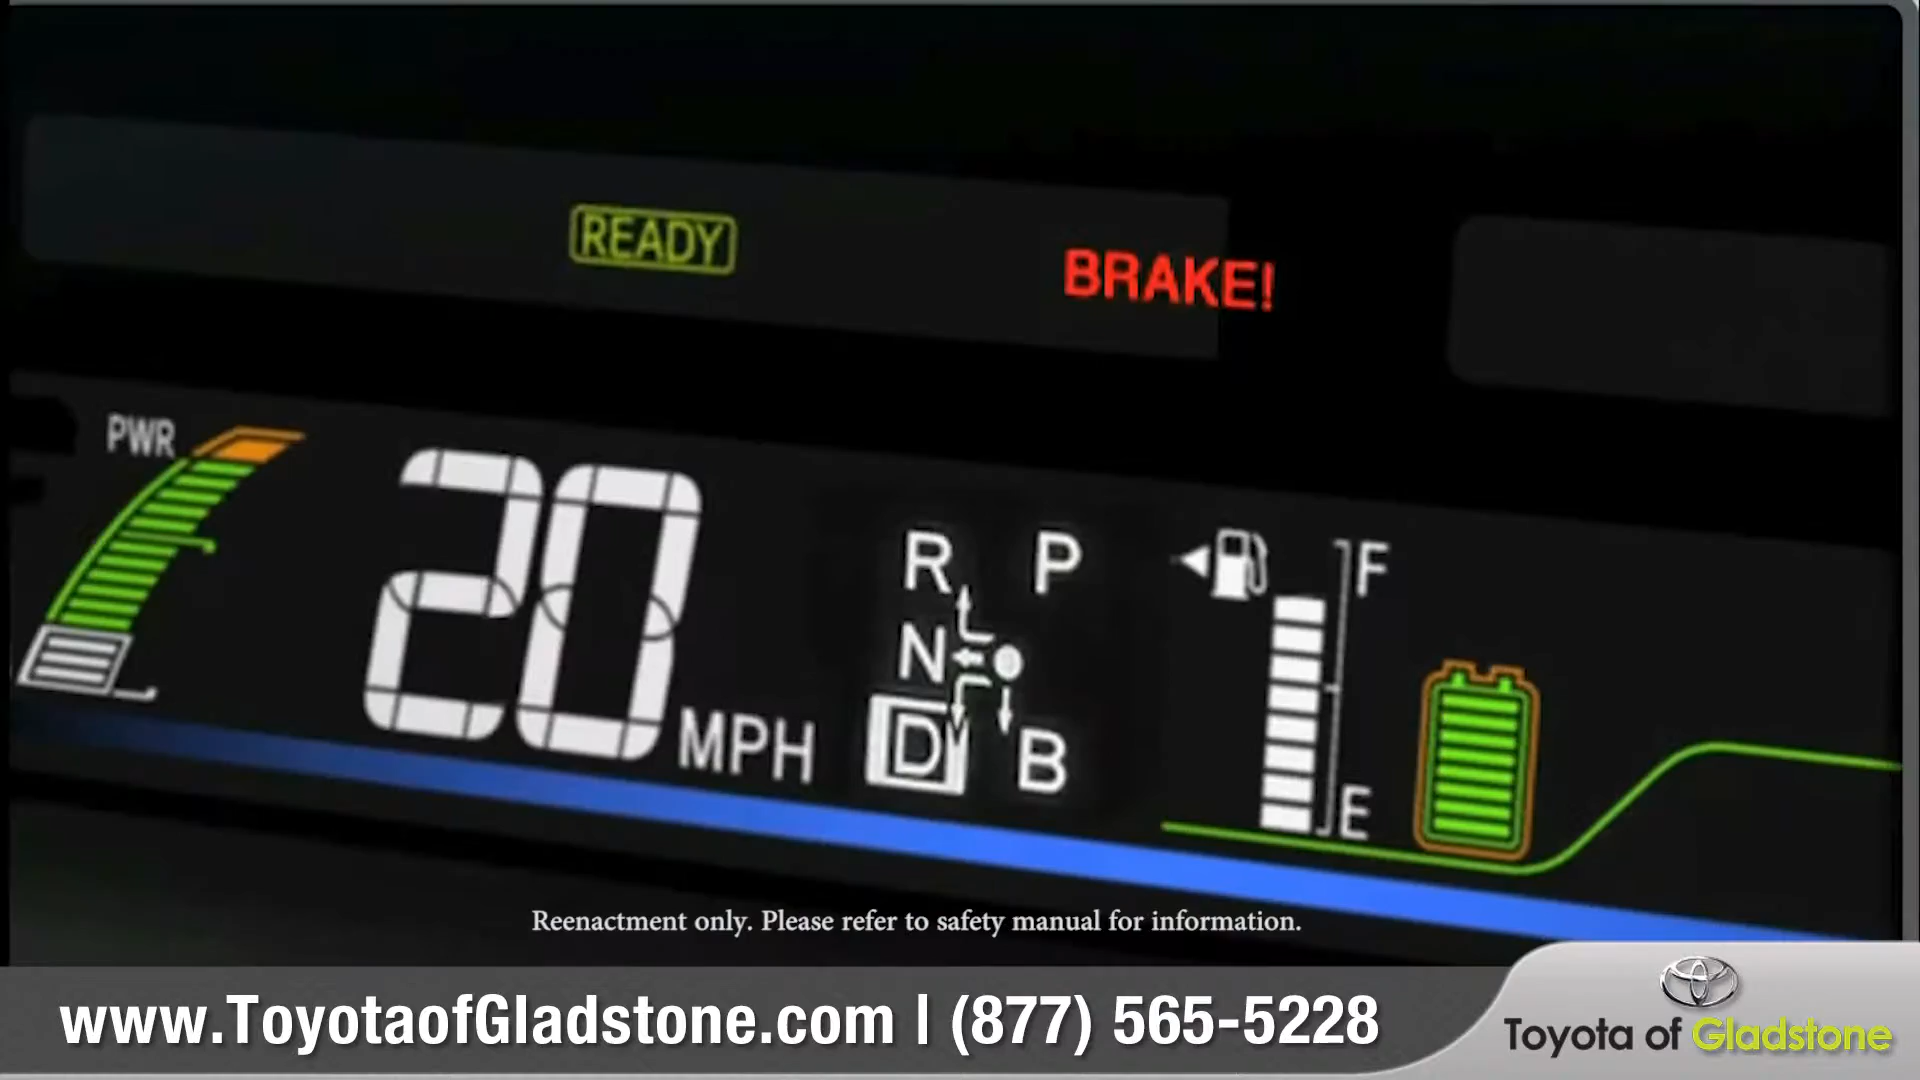 READY
BRAKE!
PWR
20 MPH
R P
N
D B
F
E
Reenactment only. Please refer to safety manual for information.
www.ToyotaofGladstone.com | (877) 565-5228
Toyota of Gladstone